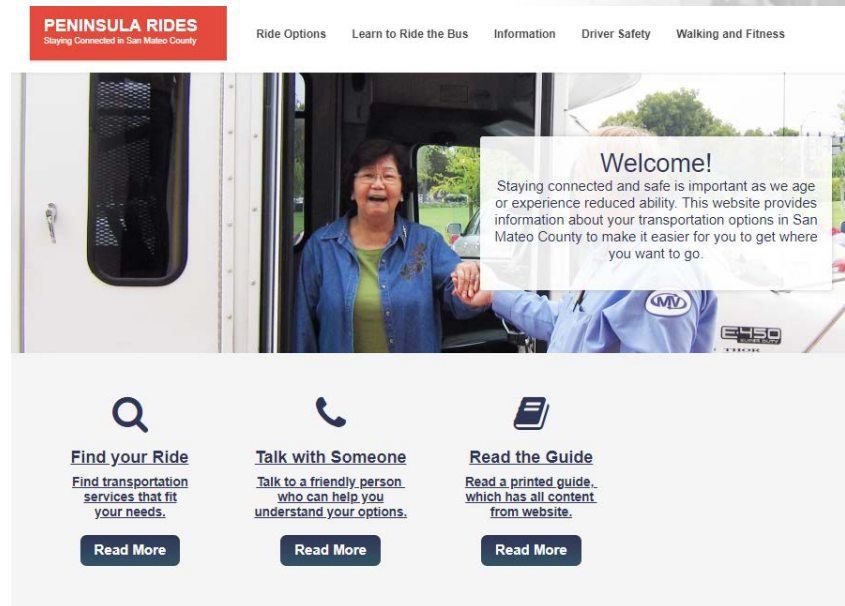 PENINSULA RIDES
Staying Connected in San Mateo County
Ride Options Learn to Ride the Bus Information Driver Safety Walking and Fitness
Welcome!
Staying connected and safe is important as we age
or experience reduced ability. This website provides
information about your transportation options in San
Mateo County to make it easier for you to get where
you want to go.
MV
E-450
SUPER DUTY
THOR
Find your Ride
Find transportation
services that fit
your needs.
Read More
Talk with Someone
Talk to a friendly person
who can help you
understand your options.
Read More
Read the Guide
Read a printed guide,
which has all content
from website.
Read More